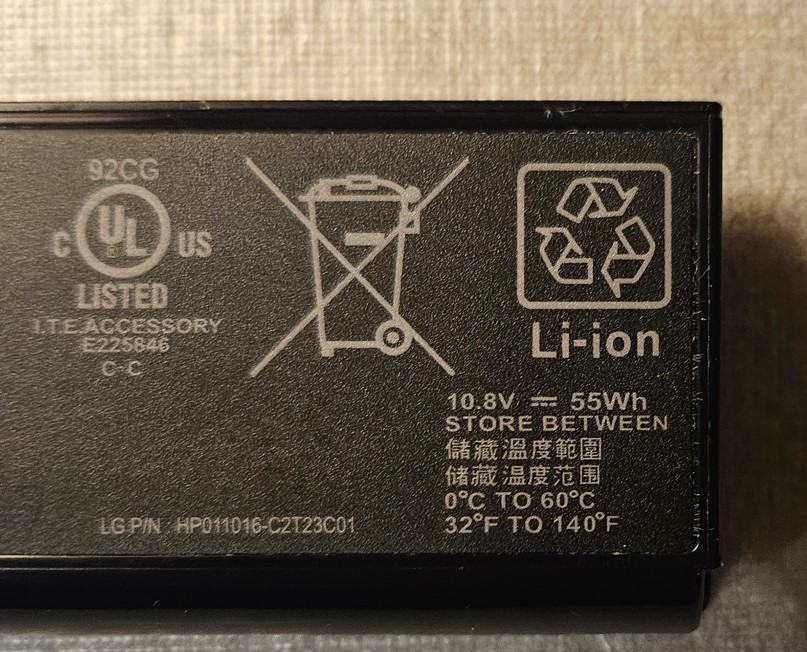 92CG
C UL US
LISTED
I.T.E. ACCESSORY
E225846
C-C
Li-ion
10.8V ⎓ 55Wh
STORE BETWEEN
儲藏溫度範圍
储藏温度范围
0°C TO 60°C
32°F TO 140°F
LG P/N HP011016-C2T23C01